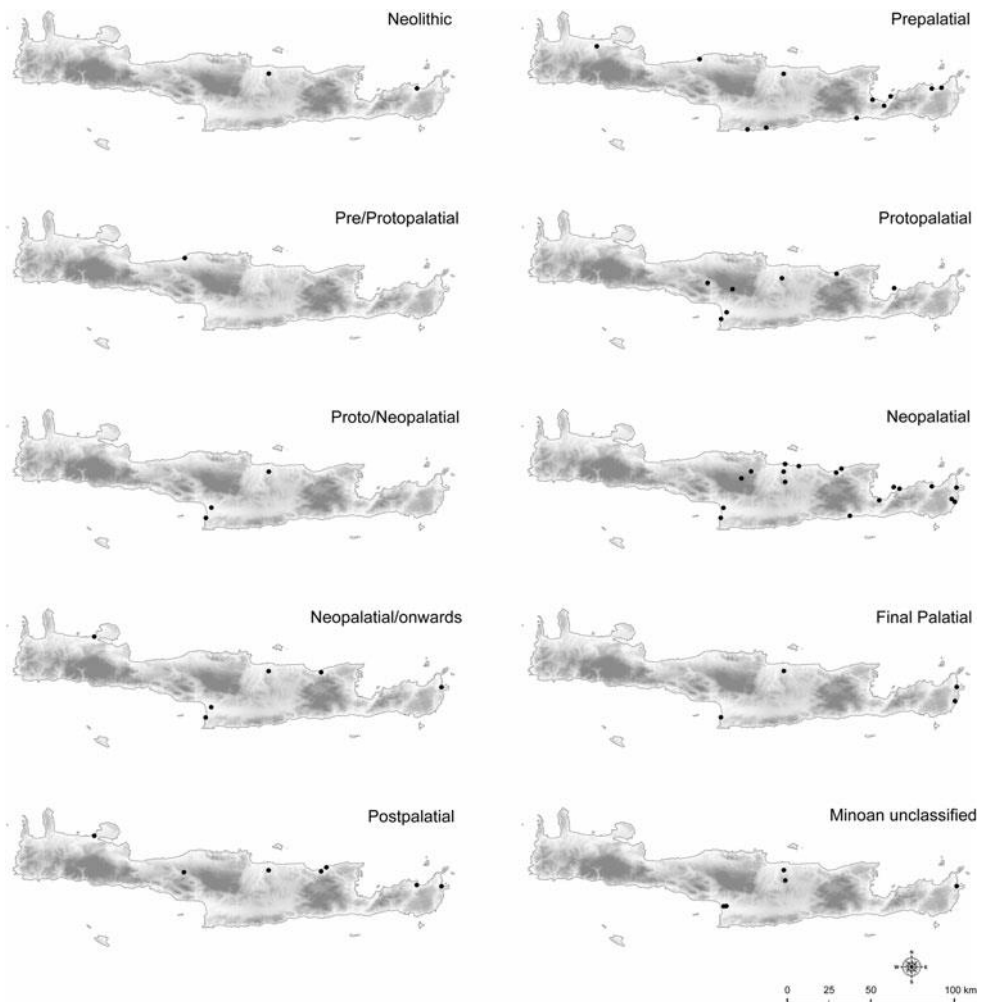 Neolithic
Prepalatial
Pre/Protopalatial
Protopalatial
Proto/Neopalatial
Neopalatial
Neopalatial/onwards
Final Palatial
Postpalatial
Minoan unclassified
N
W E
S
0 25 50 100 km